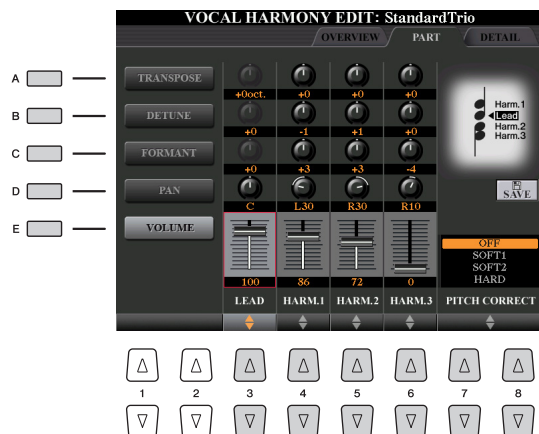 VOCAL HARMONY EDIT: StandardTrio
OVERVIEW PART DETAIL
A TRANSPOSE
+0oct. +0 +0 +0
B DETUNE
+0 -1 +1 +0
C FORMANT
+0 +3 +3 -4
D PAN
C L30 R30 R10
E VOLUME
100 86 72 0
LEAD HARM.1 HARM.2 HARM.3 PITCH CORRECT
Harm.1
Lead
Harm.2
Harm.3
SAVE
OFF
SOFT1
SOFT2
HARD
1 2 3 4 5 6 7 8